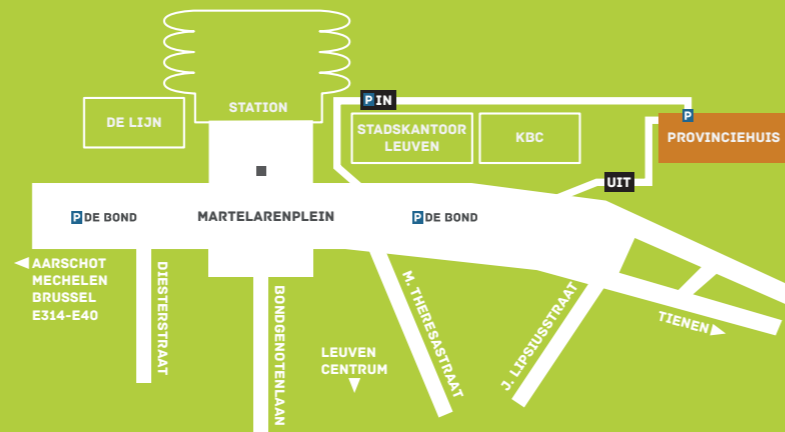 STATION
P IN
DE LIJN
STADSKANTOOR
LEUVEN
KBC
P
PROVINCIEHUIS
UIT
P DE BOND
MARTELARENPLEIN
P DE BOND
AARSCHOT
MECHELEN
BRUSSEL
E314-E40
DIESTERSTRAAT
BONDGENOTENLAAN
LEUVEN
CENTRUM
M. THERESASTRAAT
J. LIPSIUSSTRAAT
TIENEN